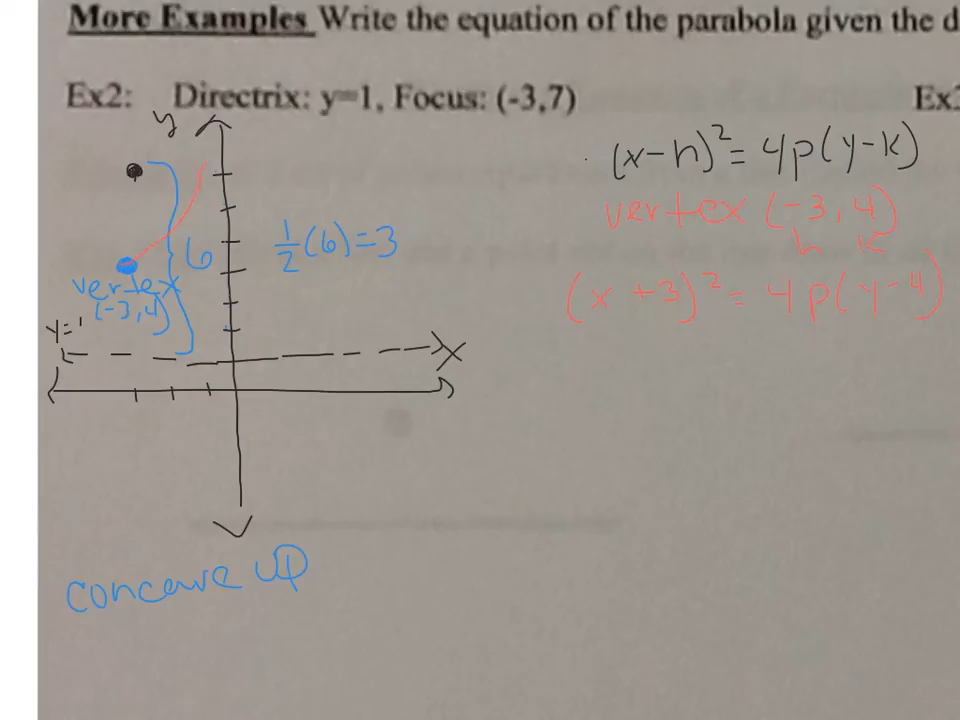 More Examples Write the equation of the parabola given the d
Ex2: Directrix: y=1, Focus: (-3,7)
Ex3
y
(x-h)²=4p(y-k)
vertex (-3,4)
h k
6
½(6)=3
vertex
(-3,4)
(x+3)²=4p(y-4)
y=1
x
concave up